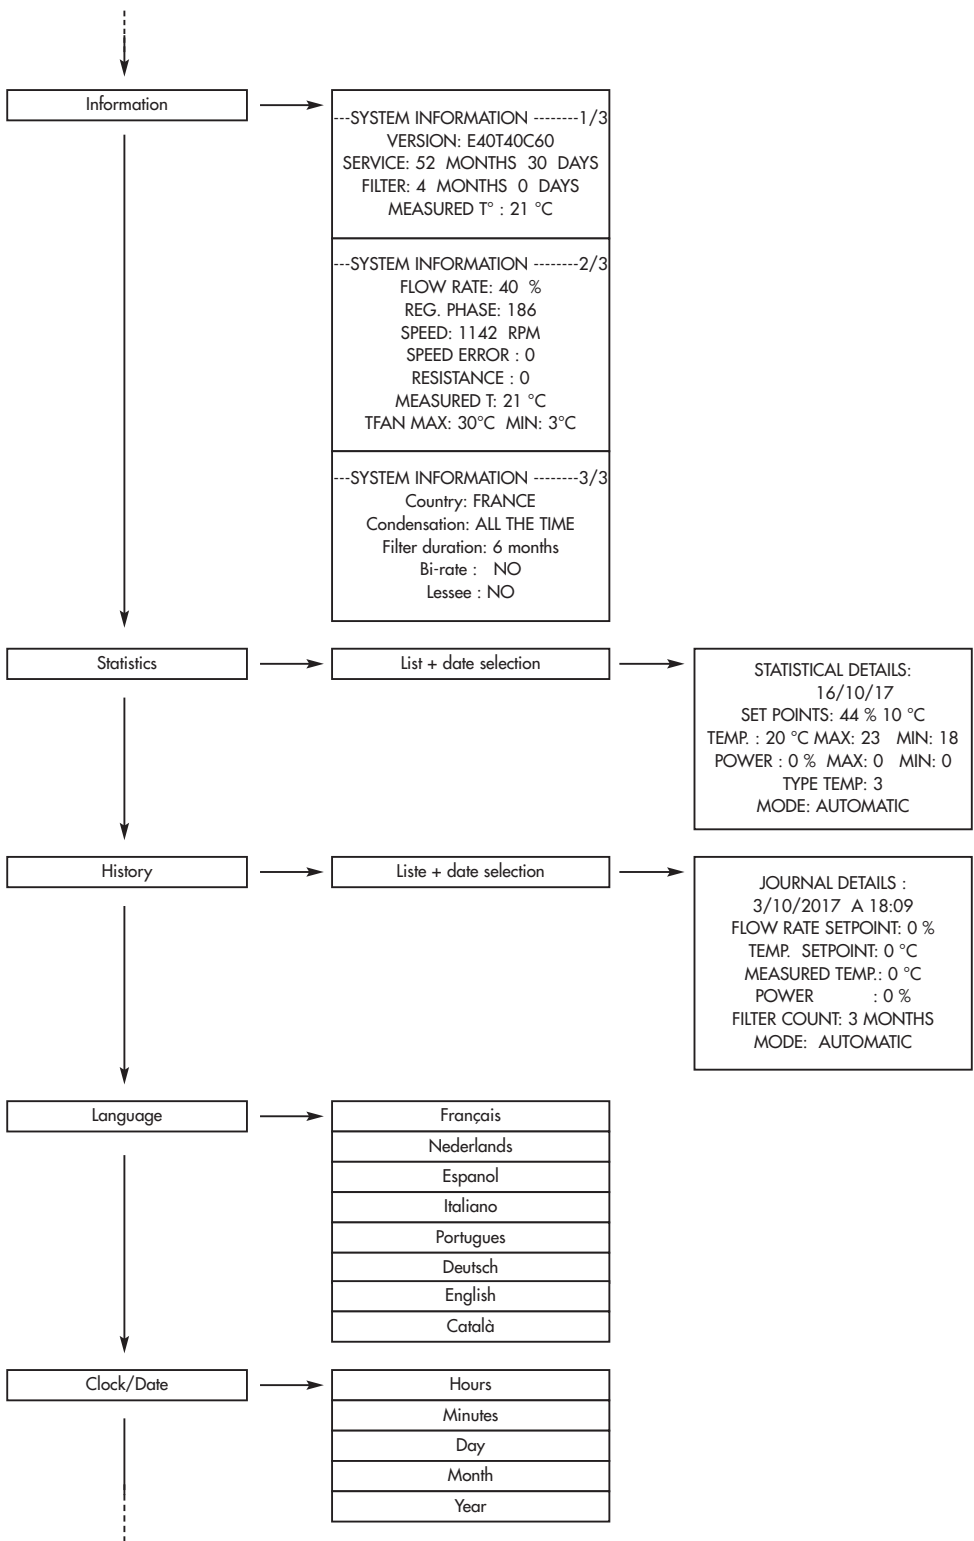 Information
---SYSTEM INFORMATION --------1/3
VERSION: E40T40C60
SERVICE: 52 MONTHS 30 DAYS
FILTER: 4 MONTHS 0 DAYS
MEASURED T° : 21 °C
---SYSTEM INFORMATION --------2/3
FLOW RATE: 40 %
REG. PHASE: 186
SPEED: 1142 RPM
SPEED ERROR : 0
RESISTANCE : 0
MEASURED T: 21 °C
TFAN MAX: 30°C MIN: 3°C
---SYSTEM INFORMATION --------3/3
Country: FRANCE
Condensation: ALL THE TIME
Filter duration: 6 months
Bi-rate : NO
Lessee : NO
Statistics
List + date selection
STATISTICAL DETAILS:
16/10/17
SET POINTS: 44 % 10 °C
TEMP. : 20 °C MAX: 23 MIN: 18
POWER : 0 % MAX: 0 MIN: 0
TYPE TEMP: 3
MODE: AUTOMATIC
History
Liste + date selection
JOURNAL DETAILS :
3/10/2017 A 18:09
FLOW RATE SETPOINT: 0 %
TEMP. SETPOINT: 0 °C
MEASURED TEMP.: 0 °C
POWER : 0 %
FILTER COUNT: 3 MONTHS
MODE: AUTOMATIC
Language
Français
Nederlands
Espanol
Italiano
Portugues
Deutsch
English
Català
Clock/Date
Hours
Minutes
Day
Month
Year